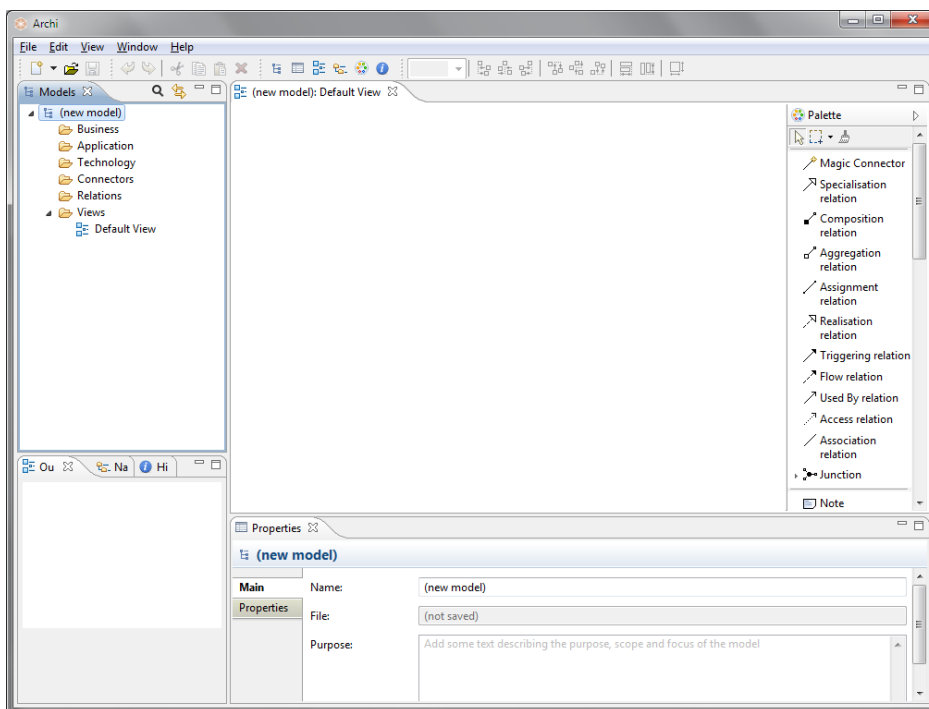 Archi
File Edit View Window Help
Models
(new model): Default View
(new model)
Business
Application
Technology
Connectors
Relations
Views
Default View
Palette
Magic Connector
Specialisation
relation
Composition
relation
Aggregation
relation
Assignment
relation
Realisation
relation
Triggering relation
Flow relation
Used By relation
Access relation
Association
relation
Junction
Note
Ou Na Hi
Properties
(new model)
Main
Properties
Name: (new model)
File: (not saved)
Purpose: Add some text describing the purpose, scope and focus of the model